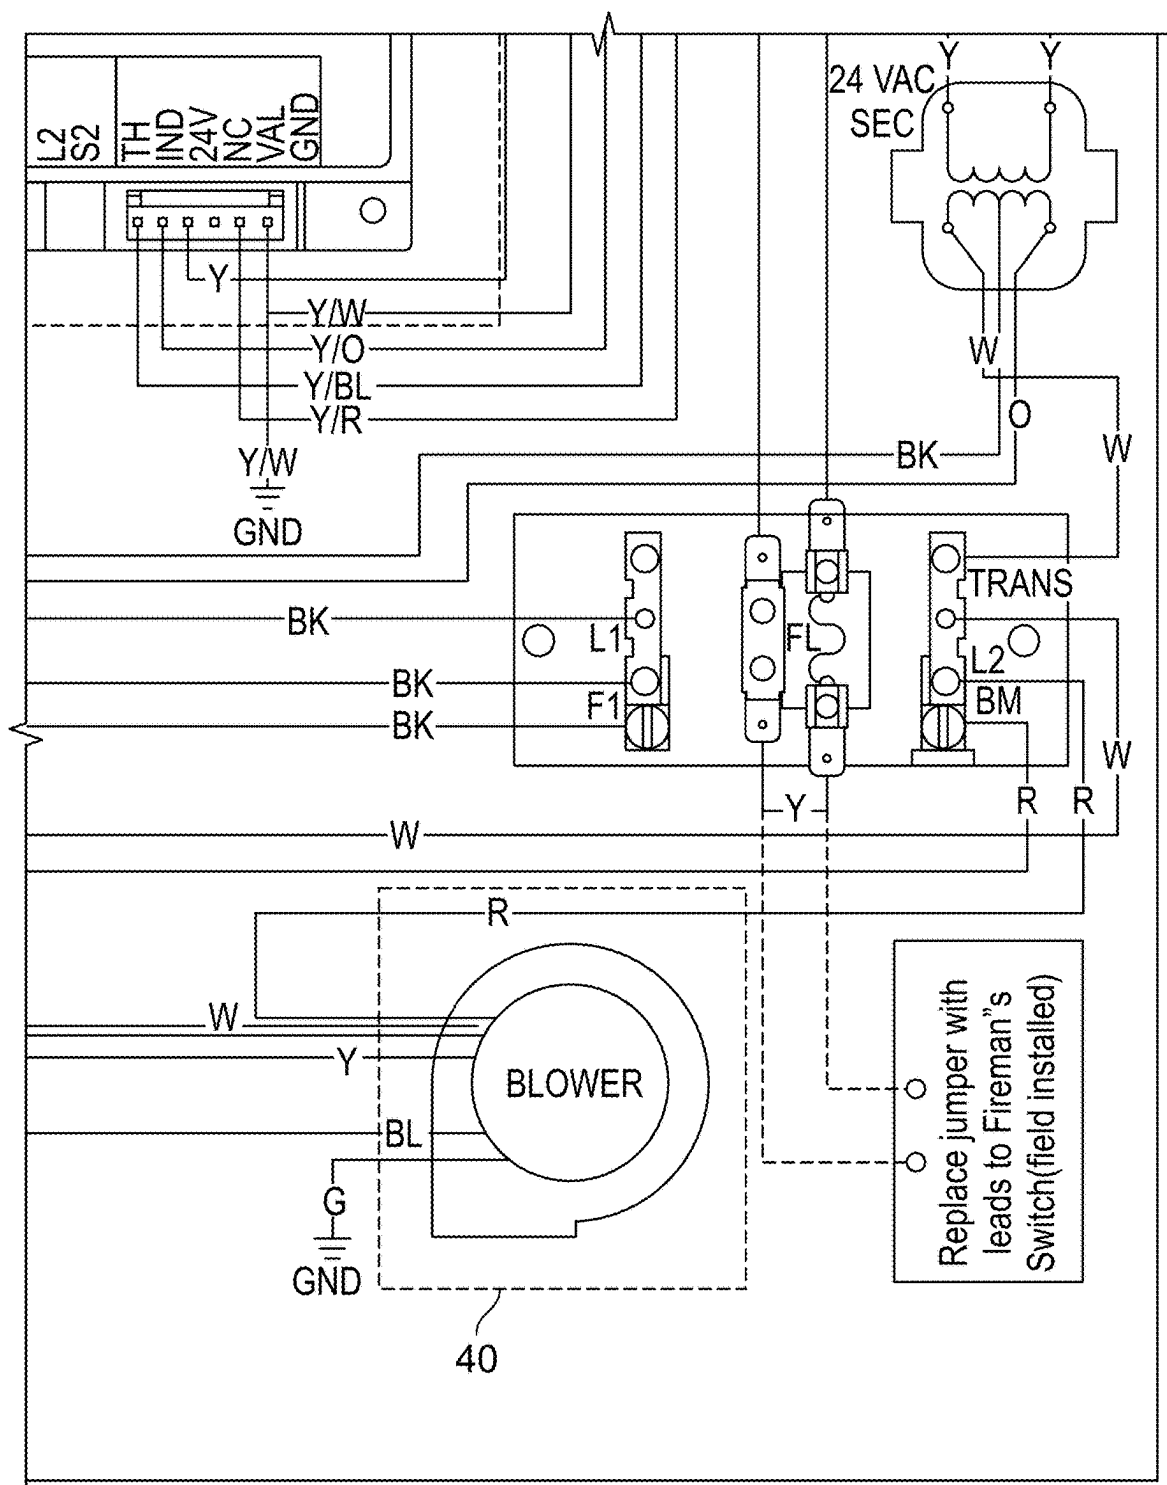 Y
Y
24 VAC
SEC
L2
S2
TH
IND
24V
NC
VAL
GND
Y
Y/W
Y/O
Y/BL
Y/R
W
O
BK
W
Y/W
GND
TRANS
BK
L1
FL
L2
BK
F1
BM
BK
W
Y
R
R
W
R
W
Y
BLOWER
BL
G
GND
Replace jumper with
leads to Fireman"s
Switch(field installed)
40